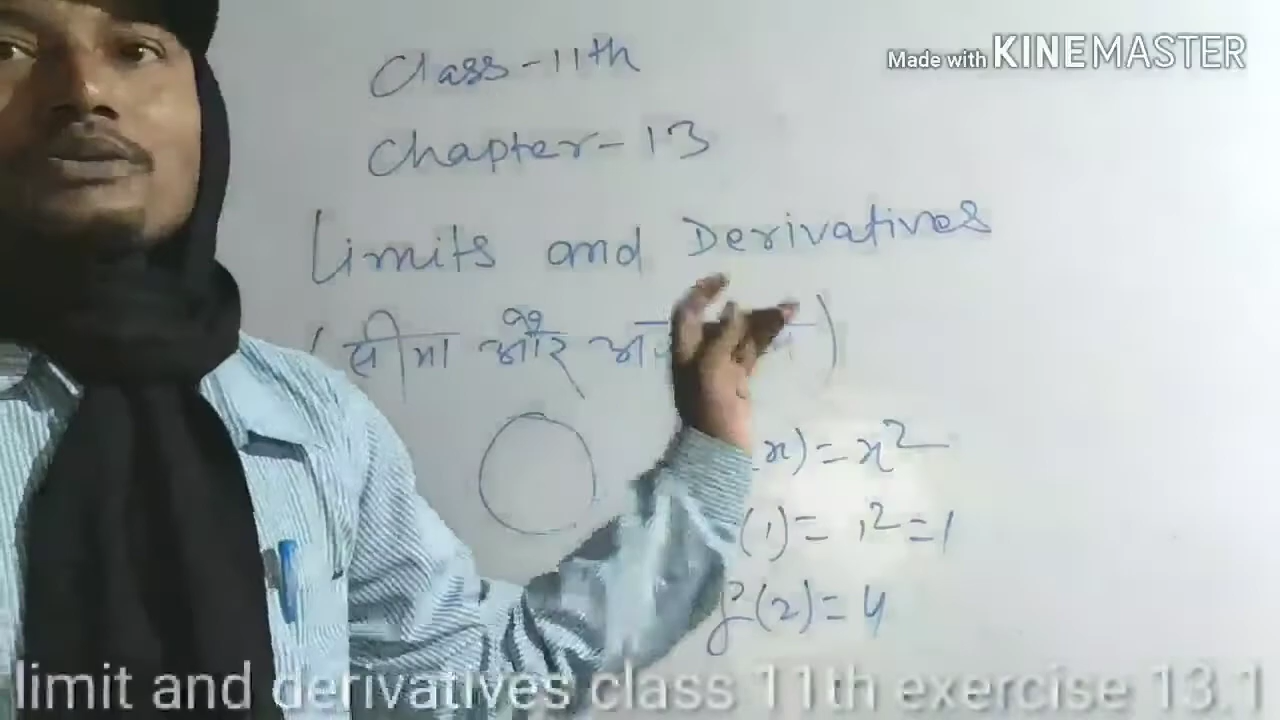 Made with KINEMASTER
Class-11th
Chapter-13
Limits and Derivatives
(सीमा और
x) = x²
(1) = 1² = 1
f(2) = 4
limit and derivatives class 11th exercise 13.1